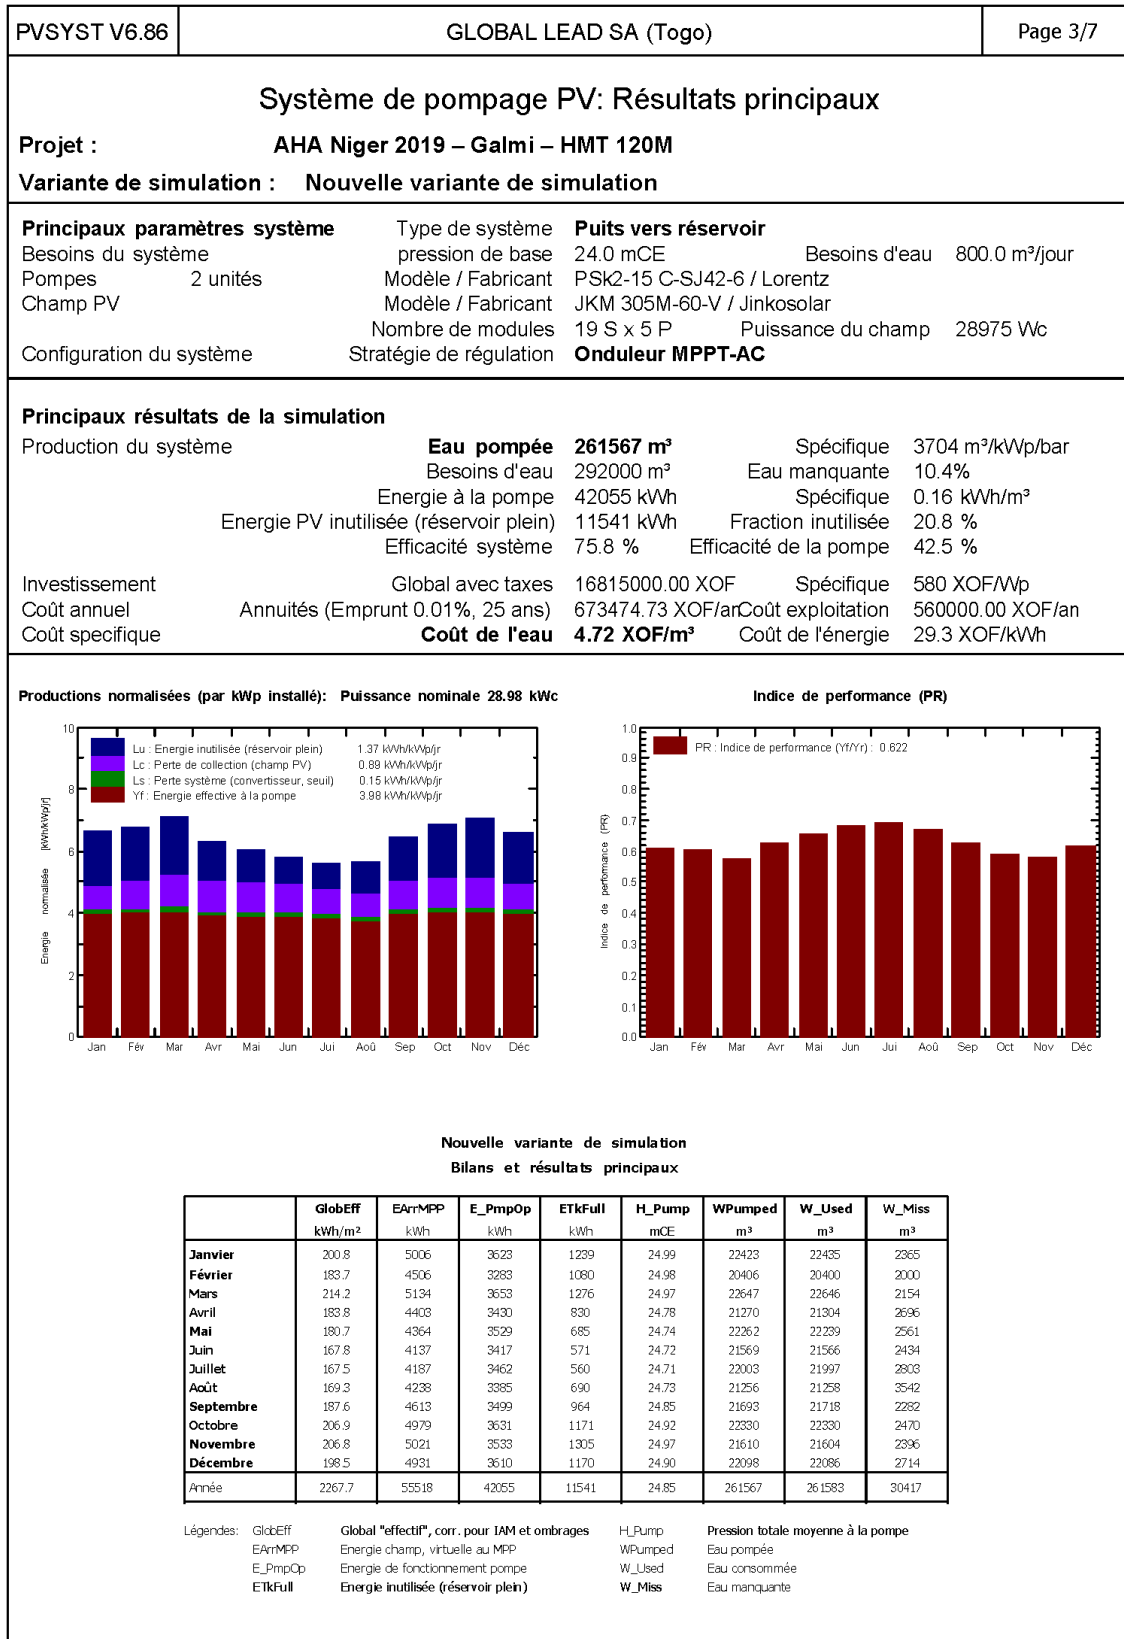 PVSYST V6.86 GLOBAL LEAD SA (Togo) Page 3/7
Système de pompage PV: Résultats principaux
Projet : AHA Niger 2019 – Galmi – HMT 120M
Variante de simulation : Nouvelle variante de simulation
Principaux paramètres système Type de système Puits vers réservoir
Besoins du système pression de base 24.0 mCE Besoins d'eau 800.0 m³/jour
Pompes 2 unités Modèle / Fabricant PSk2-15 C-SJ42-6 / Lorentz
Champ PV Modèle / Fabricant JKM 305M-60-V / Jinkosolar
Nombre de modules 19 S x 5 P Puissance du champ 28975 Wc
Configuration du système Stratégie de régulation Onduleur MPPT-AC
Principaux résultats de la simulation
Production du système Eau pompée 261567 m³ Spécifique 3704 m³/kWp/bar
Besoins d'eau 292000 m³ Eau manquante 10.4%
Energie à la pompe 42055 kWh Spécifique 0.16 kWh/m³
Energie PV inutilisée (réservoir plein) 11541 kWh Fraction inutilisée 20.8 %
Efficacité système 75.8 % Efficacité de la pompe 42.5 %
Investissement Global avec taxes 16815000.00 XOF Spécifique 580 XOF/Wp
Coût annuel Annuités (Emprunt 0.01%, 25 ans) 673474.73 XOF/an Coût exploitation 560000.00 XOF/an
Coût specifique Coût de l'eau 4.72 XOF/m³ Coût de l'énergie 29.3 XOF/kWh
Productions normalisées (par kWp installé): Puissance nominale 28.98 kWc
Lu : Energie inutilisée (réservoir plein) 1.37 kWh/kWp/jr
Lc : Perte de collection (champ PV) 0.89 kWh/kWp/jr
Ls : Perte système (convertisseur, seuil) 0.15 kWh/kWp/jr
Yf : Energie effective à la pompe 3.98 kWh/kWp/jr
10
8
6
4
2
0
Energie normalisée [kWh/kWp/jr]
Jan Fév Mar Avr Mai Jun Jui Aoû Sep Oct Nov Déc
Indice de performance (PR)
PR : Indice de performance (Yf/Yr) : 0.622
1.0
0.9
0.8
0.7
0.6
0.5
0.4
0.3
0.2
0.1
0.0
Indice de performance (PR)
Jan Fév Mar Avr Mai Jun Jui Aoû Sep Oct Nov Déc
Nouvelle variante de simulation
Bilans et résultats principaux
GlobEff EArrMPP E_PmpOp ETkFull H_Pump WPumped W_Used W_Miss
kWh/m² kWh kWh kWh mCE m³ m³ m³
Janvier 200.8 5006 3623 1239 24.99 22423 22435 2365
Février 183.7 4506 3283 1080 24.98 20406 20400 2000
Mars 214.2 5134 3653 1276 24.97 22647 22646 2154
Avril 183.8 4403 3430 830 24.78 21270 21304 2696
Mai 180.7 4364 3529 685 24.74 22262 22239 2561
Juin 167.8 4137 3417 571 24.72 21569 21566 2434
Juillet 167.5 4187 3462 560 24.71 22003 21997 2803
Août 169.3 4238 3385 690 24.73 21256 21258 3542
Septembre 187.6 4613 3499 964 24.85 21693 21718 2282
Octobre 206.9 4979 3631 1171 24.92 22330 22330 2470
Novembre 206.8 5021 3533 1305 24.97 21610 21604 2396
Décembre 198.5 4931 3610 1170 24.90 22098 22086 2714
Année 2267.7 55518 42055 11541 24.85 261567 261583 30417
Légendes: GlobEff Global "effectif", corr. pour IAM et ombrages H_Pump Pression totale moyenne à la pompe
EArrMPP Energie champ, virtuelle au MPP WPumped Eau pompée
E_PmpOp Energie de fonctionnement pompe W_Used Eau consommée
ETkFull Energie inutilisée (réservoir plein) W_Miss Eau manquante